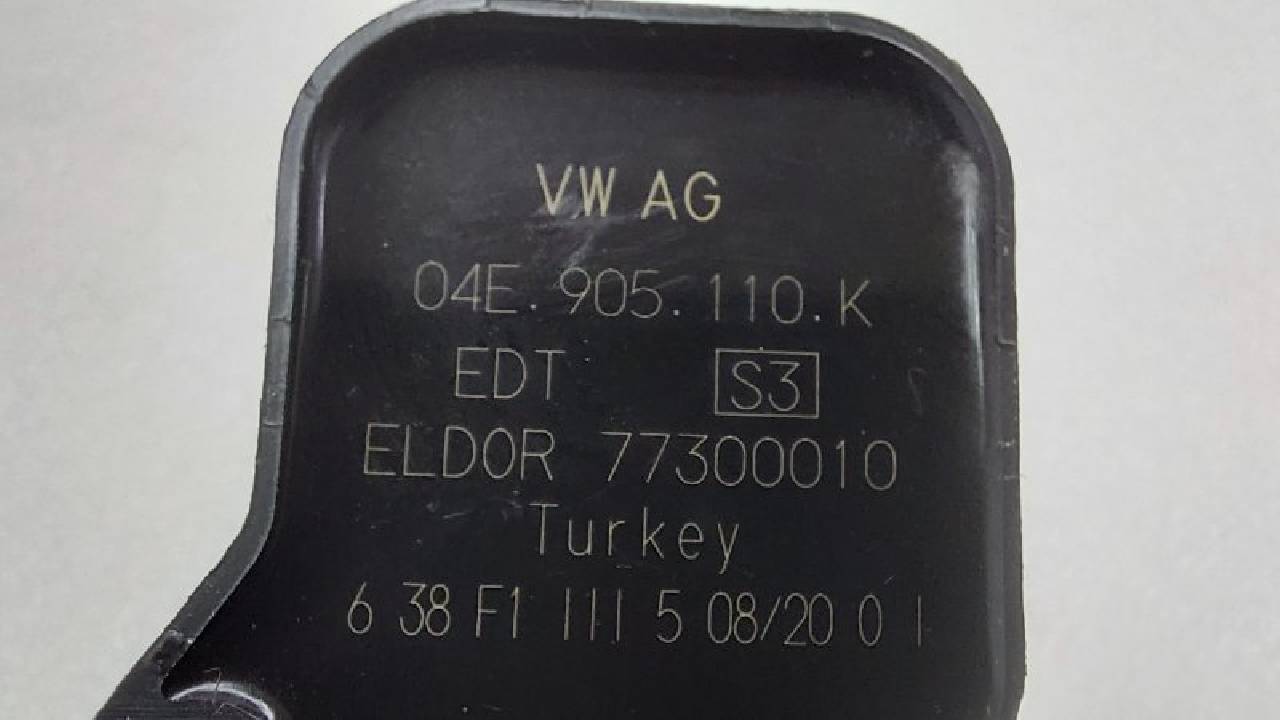 VW AG
04E.905.110.K
EDT S3
ELDOR 77300010
Turkey
6 38 F1 III 5 08/20 0 I